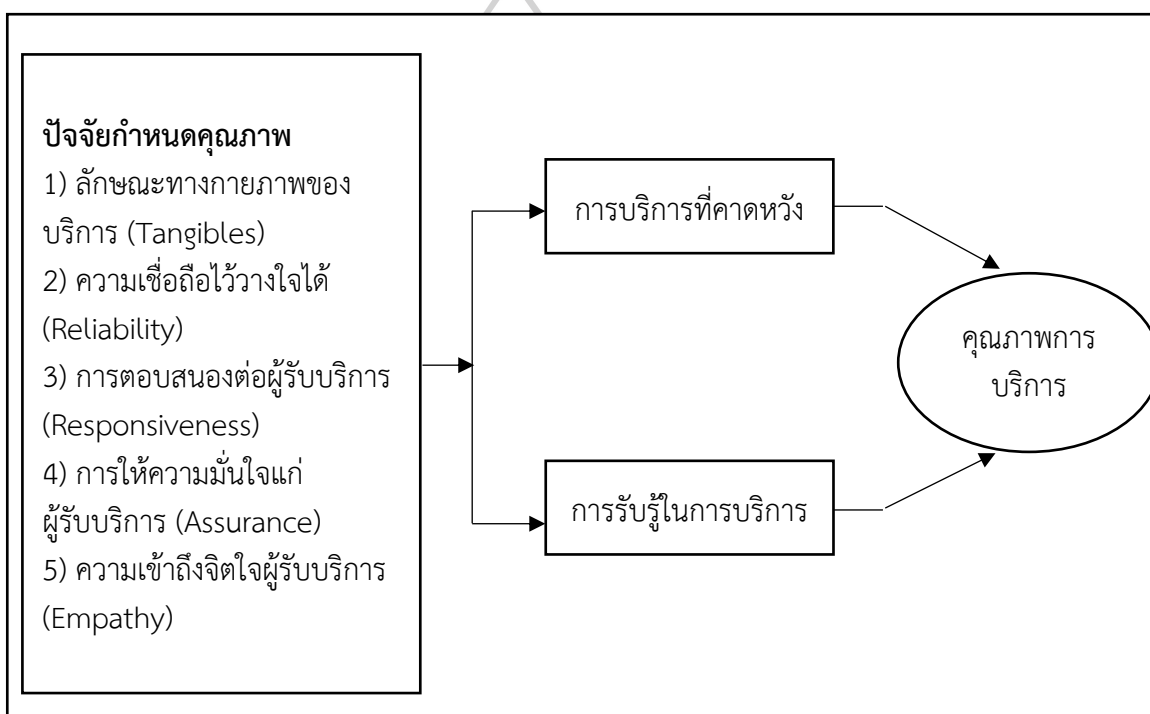 ปัจจัยกำหนดคุณภาพ
1) ลักษณะทางกายภาพของ
บริการ (Tangibles)
2) ความเชื่อถือไว้วางใจได้
(Reliability)
3) การตอบสนองต่อผู้รับบริการ
(Responsiveness)
4) การให้ความมั่นใจแก่
ผู้รับบริการ (Assurance)
5) ความเข้าถึงจิตใจผู้รับบริการ
(Empathy)
การบริการที่คาดหวัง
การรับรู้ในการบริการ
คุณภาพการ
บริการ